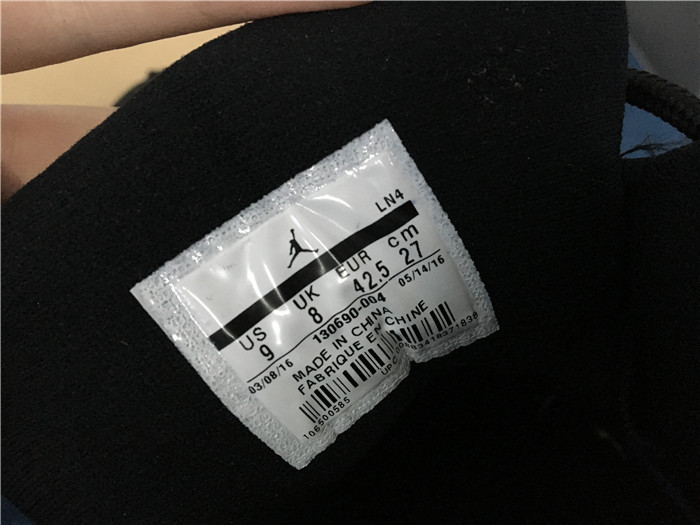 LN4
US UK EUR cm
9 8 42.5 27
03/08/16 130690-004 05/14/16
MADE IN CHINA
FABRIQUE EN CHINE
106500585 UPC